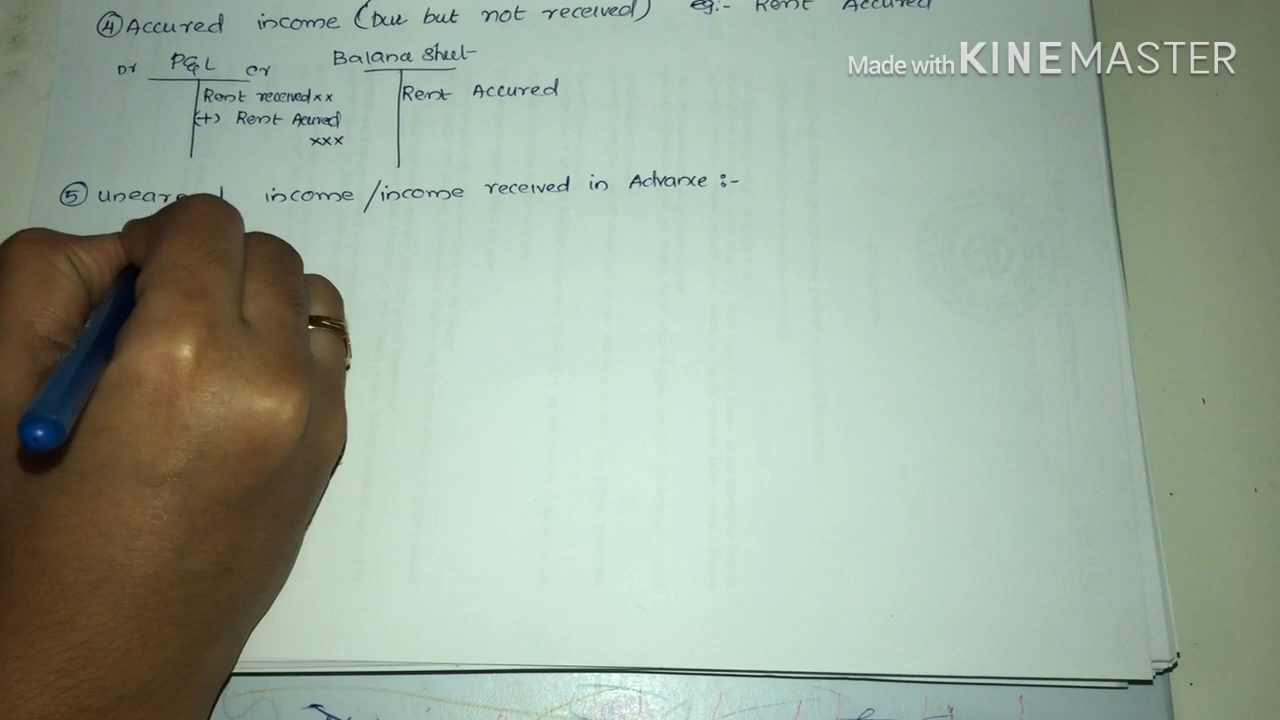 ④ Accured income (Due but not received) eg:- Rent Accured
Made with KINEMASTER
Dr P&L Cr Balance sheet
Rent received xx Rent Accured
(+) Rent Accured
xxx
⑤ income /income received in Advance :-